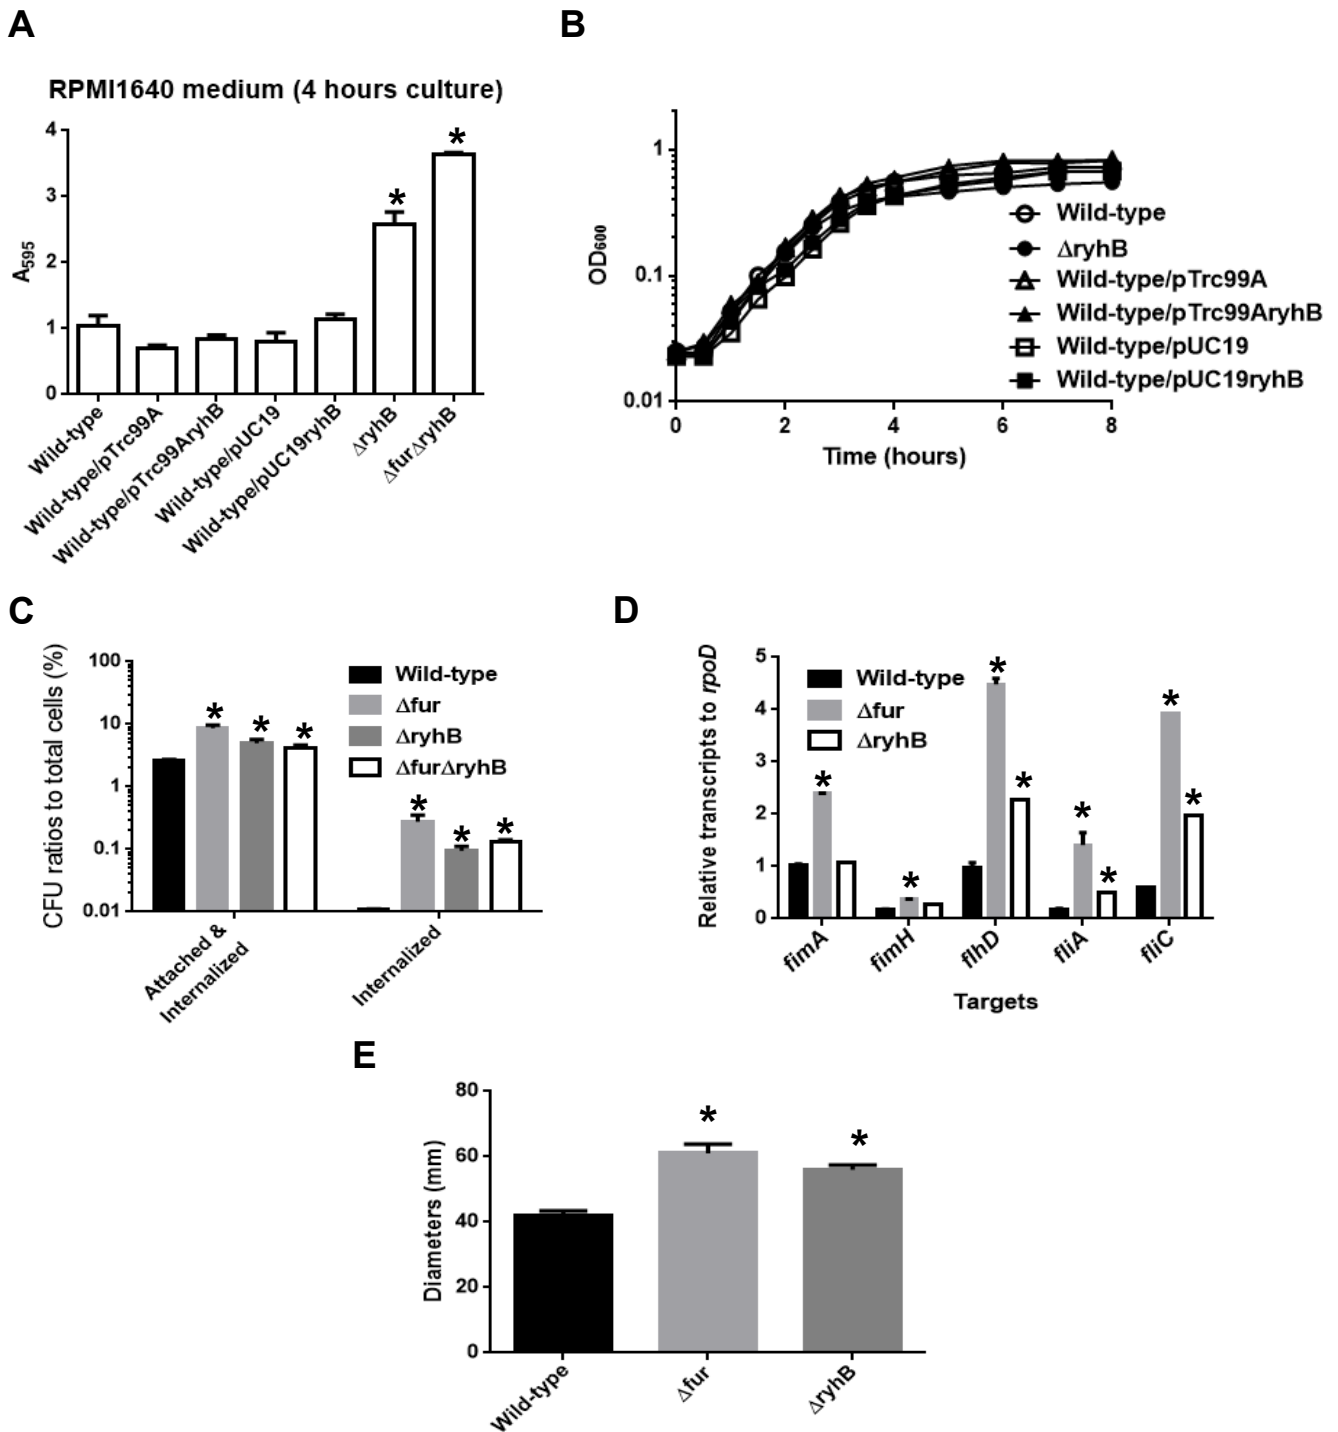 A
RPMI1640 medium (4 hours culture)
A595
4
3
2
1
0
*
*
Wild-type
Wild-type/pTrc99A
Wild-type/pTrc99AryhB
Wild-type/pUC19
Wild-type/pUC19ryhB
ΔryhB
ΔfurΔryhB
B
OD600
1
0.1
0.01
0
2
4
6
8
Time (hours)
Wild-type
ΔryhB
Wild-type/pTrc99A
Wild-type/pTrc99AryhB
Wild-type/pUC19
Wild-type/pUC19ryhB
C
CFU ratios to total cells (%)
100
10
1
0.1
0.01
* * *
* * *
Wild-type
Δfur
ΔryhB
ΔfurΔryhB
Attached &
Internalized
Internalized
D
Relative transcripts to rpoD
5
4
3
2
1
0
Wild-type
Δfur
ΔryhB
*
*
* *
* *
* *
fimA
fimH
flhD
fliA
fliC
Targets
E
Diameters (mm)
80
60
40
20
0
*
*
Wild-type
Δfur
ΔryhB